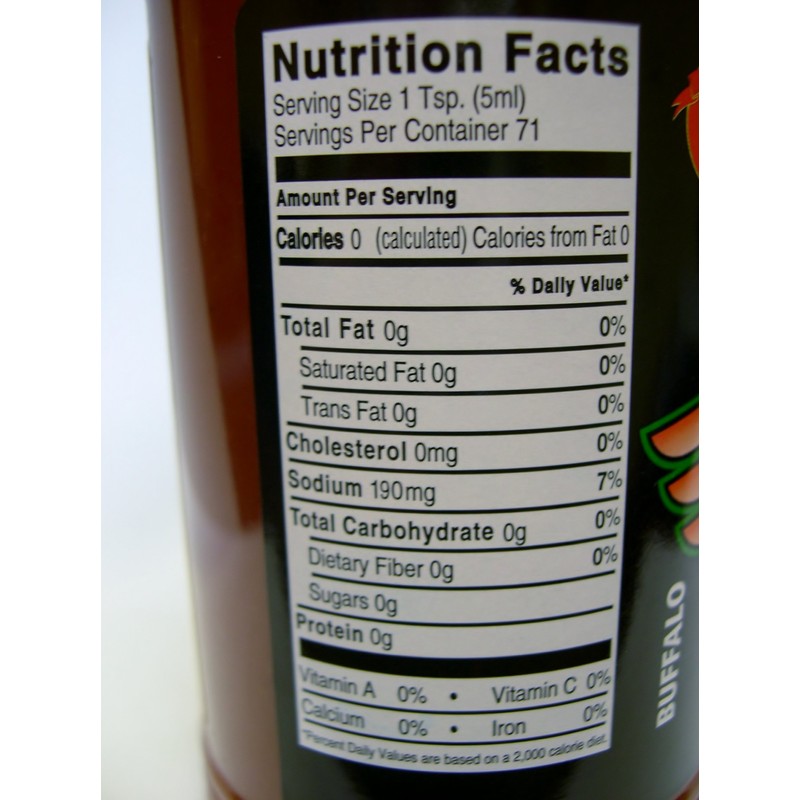 Nutrition Facts
Serving Size 1 Tsp. (5ml)
Servings Per Container 71
Amount Per Serving
Calories 0 (calculated) Calories from Fat 0
% Daily Value*
Total Fat 0g 0%
Saturated Fat 0g 0%
Trans Fat 0g 0%
Cholesterol 0mg 0%
Sodium 190mg 7%
Total Carbohydrate 0g 0%
Dietary Fiber 0g 0%
Sugars 0g
Protein 0g
Vitamin A 0% • Vitamin C 0%
Calcium 0% • Iron 0%
*Percent Daily Values are based on a 2,000 calorie diet.
BUFFALO